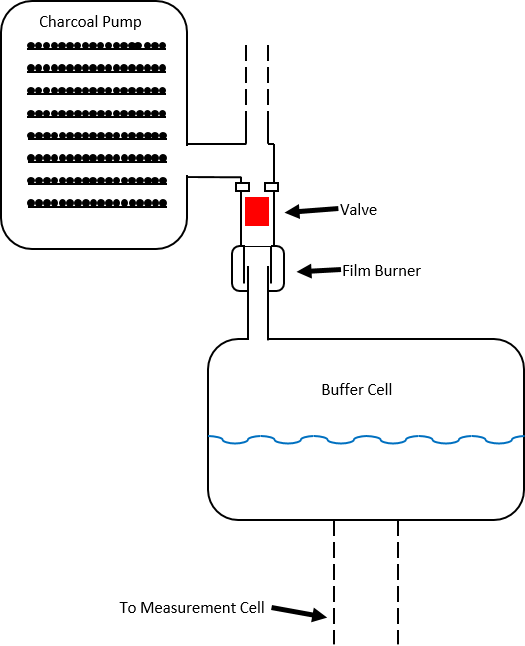 Charcoal Pump
Valve
Film Burner
Buffer Cell
To Measurement Cell